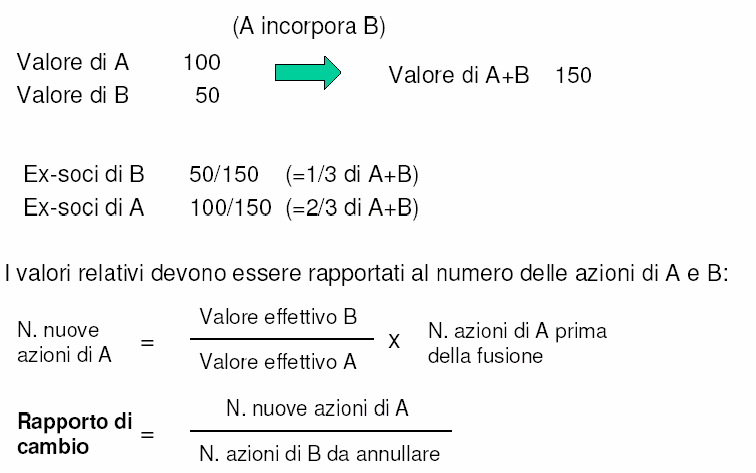 (A incorpora B)
Valore di A 100
Valore di B 50
Valore di A+B 150
Ex-soci di B 50/150 (=1/3 di A+B)
Ex-soci di A 100/150 (=2/3 di A+B)
I valori relativi devono essere rapportati al numero delle azioni di A e B:
N. nuove
azioni di A
=
Valore effettivo B
Valore effettivo A
x
N. azioni di A prima
della fusione
Rapporto di
cambio
=
N. nuove azioni di A
N. azioni di B da annullare